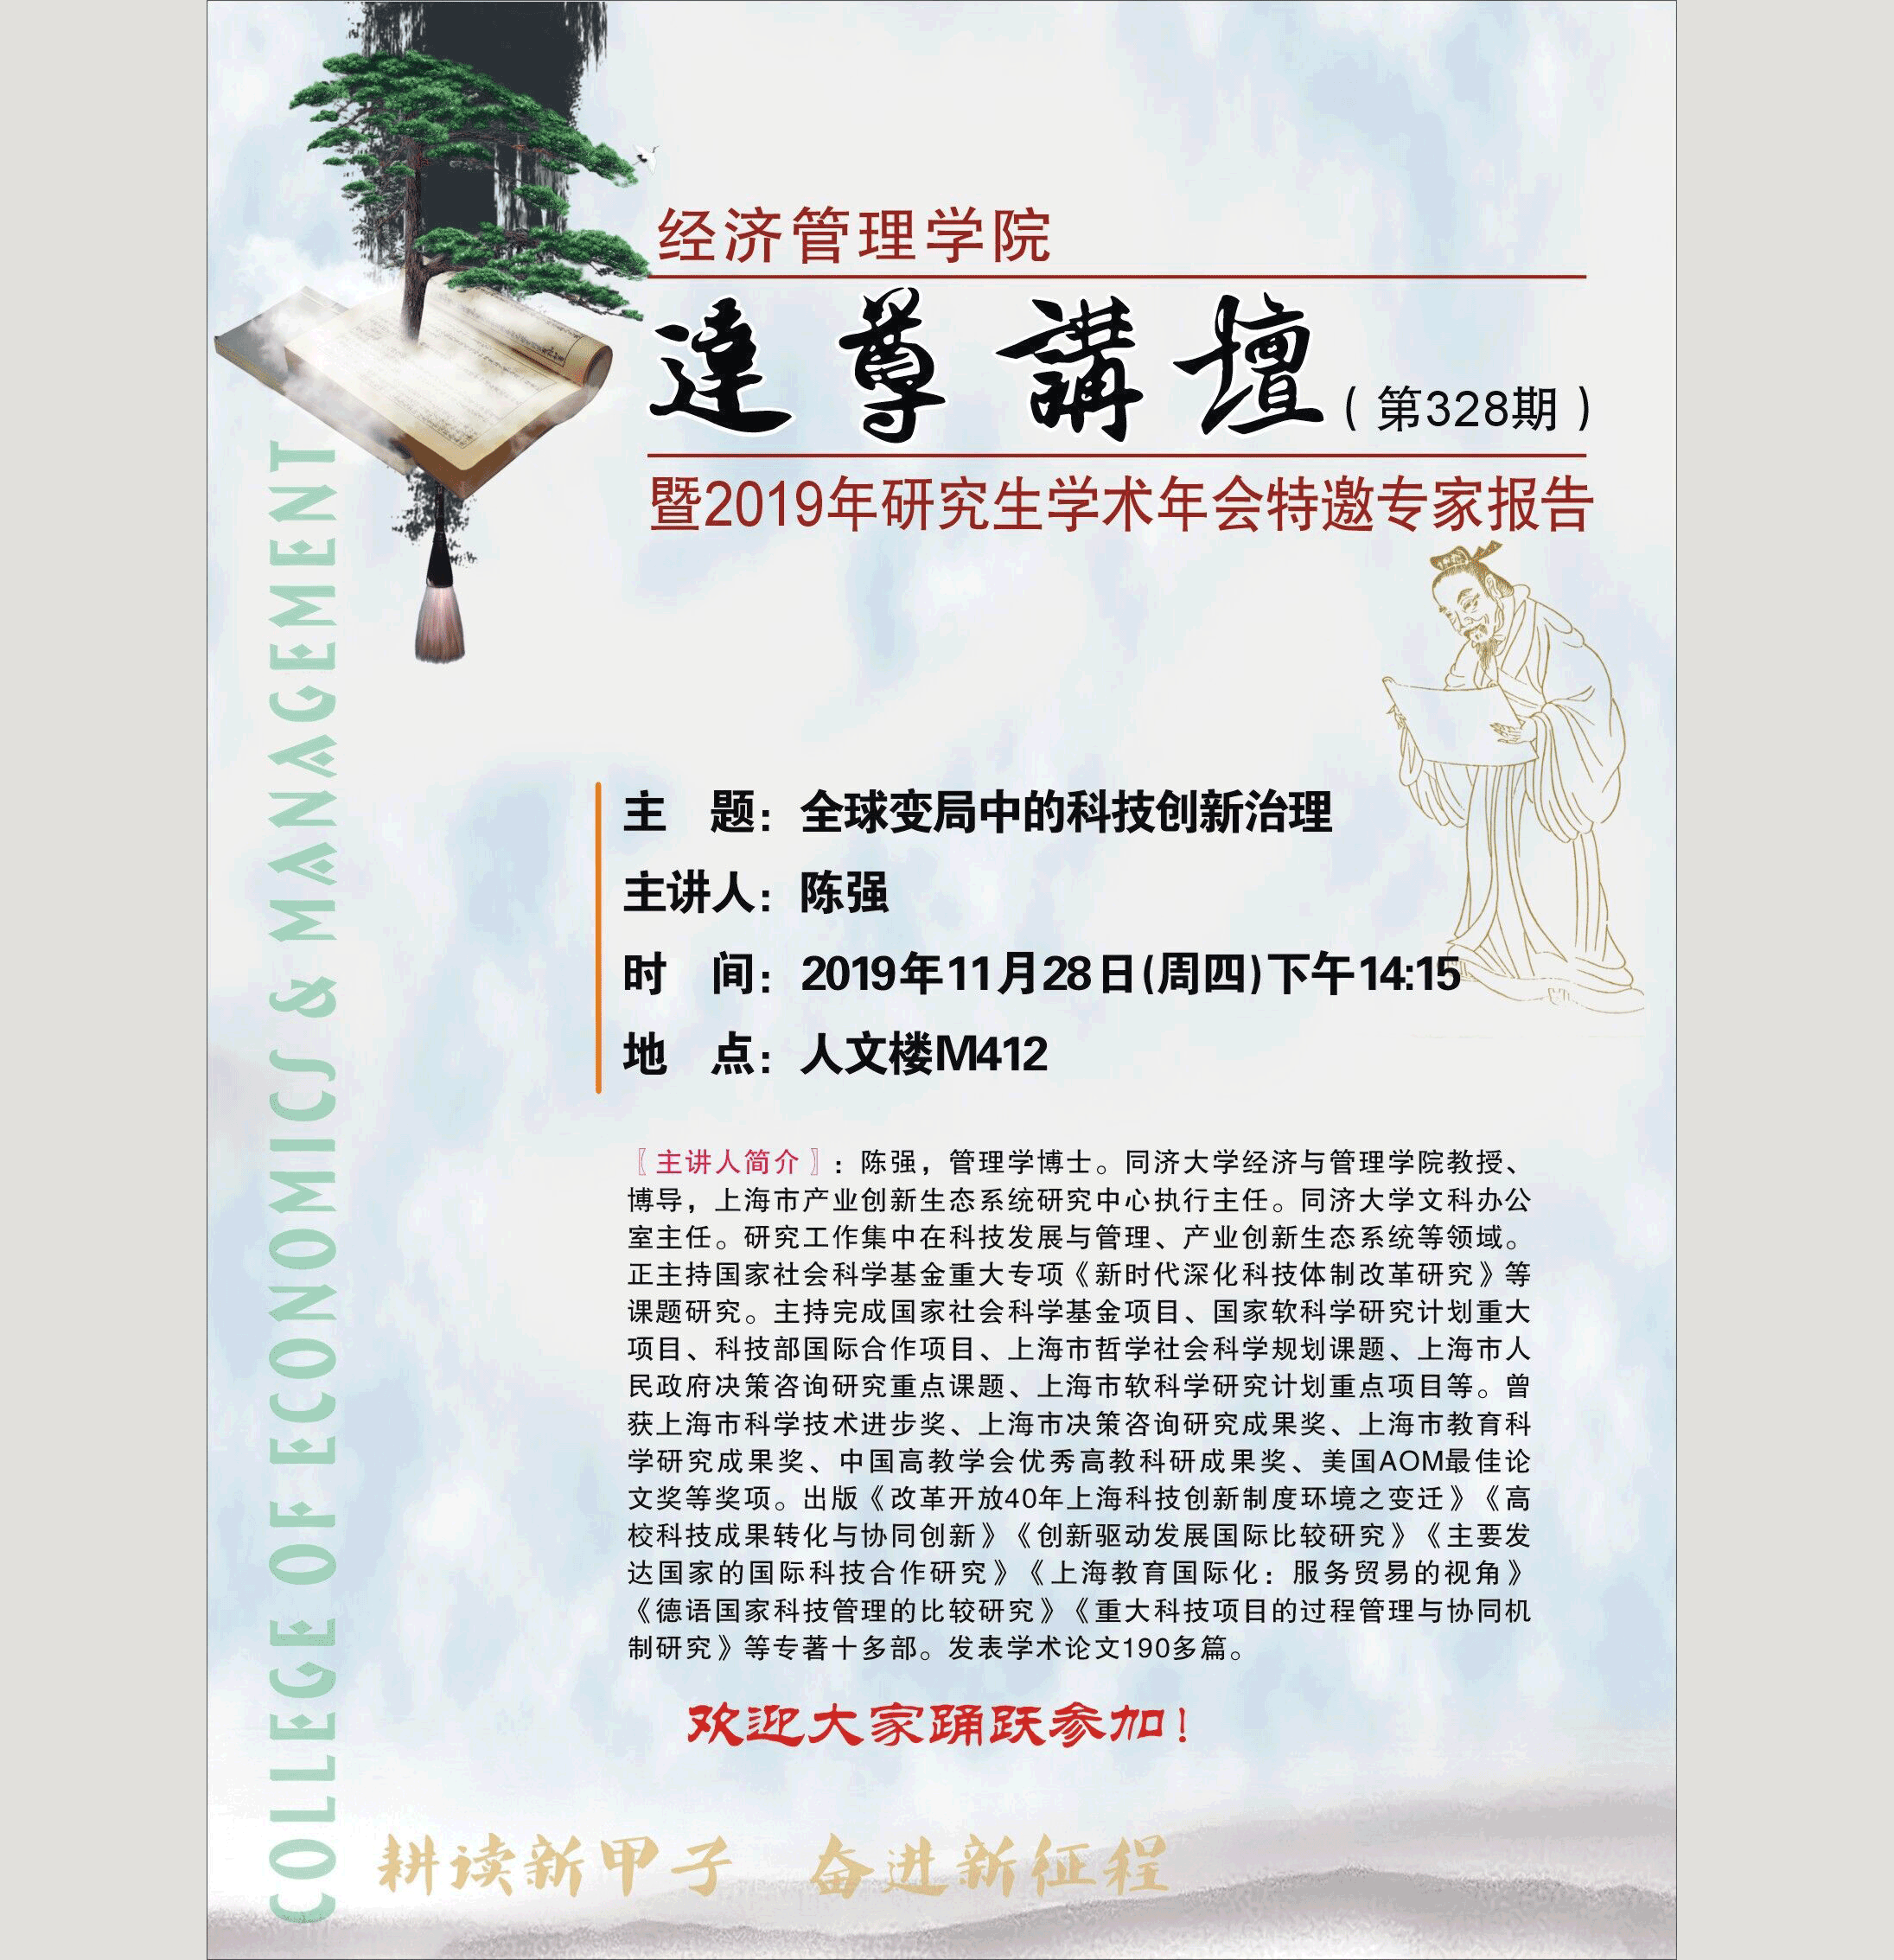 经济管理学院
達尊講壇（第328期）
暨2019年研究生学术年会特邀专家报告
主　题：全球变局中的科技创新治理
主讲人：陈强
时　间：2019年11月28日(周四)下午14:15
地　点：人文楼M412
〖主讲人简介〗：陈强，管理学博士。同济大学经济与管理学院教授、
博导，上海市产业创新生态系统研究中心执行主任。同济大学文科办公
室主任。研究工作集中在科技发展与管理、产业创新生态系统等领域。
正主持国家社会科学基金重大专项《新时代深化科技体制改革研究》等
课题研究。主持完成国家社会科学基金项目、国家软科学研究计划重大
项目、科技部国际合作项目、上海市哲学社会科学规划课题、上海市人
民政府决策咨询研究重点课题、上海市软科学研究计划重点项目等。曾
获上海市科学技术进步奖、上海市决策咨询研究成果奖、上海市教育科
学研究成果奖、中国高教学会优秀高教科研成果奖、美国AOM最佳论
文奖等奖项。出版《改革开放40年上海科技创新制度环境之变迁》《高
校科技成果转化与协同创新》《创新驱动发展国际比较研究》《主要发
达国家的国际科技合作研究》《上海教育国际化：服务贸易的视角》
《德语国家科技管理的比较研究》《重大科技项目的过程管理与协同机
制研究》等专著十多部。发表学术论文190多篇。
欢迎大家踊跃参加！
耕读新甲子　奋进新征程
COLLEGE OF ECONOMICS & MANAGEMENT